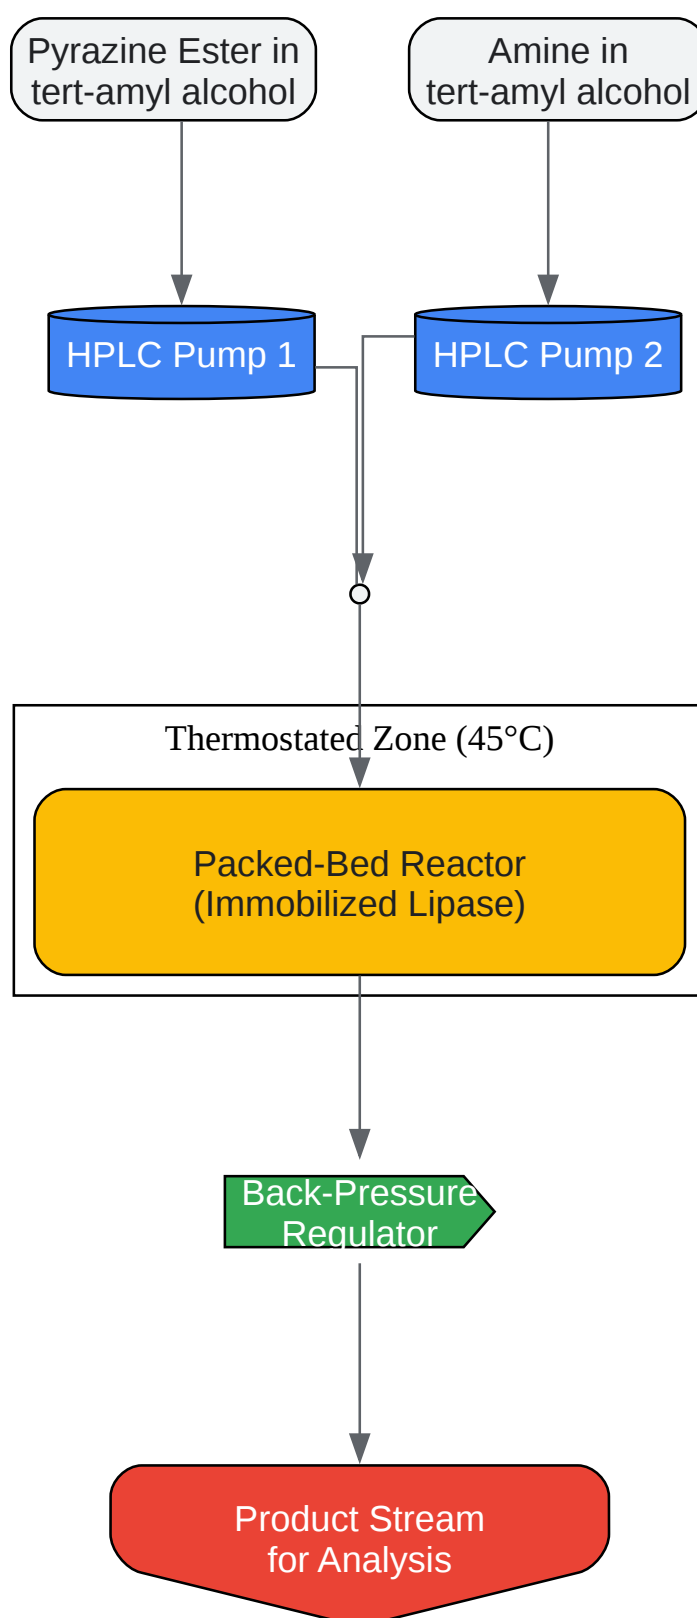 Pyrazine Ester in
tert-amyl alcohol
Amine in
tert-amyl alcohol
HPLC Pump 1
HPLC Pump 2
Thermostated Zone (45°C)
Packed-Bed Reactor
(Immobilized Lipase)
Back-Pressure
Regulator
Product Stream
for Analysis